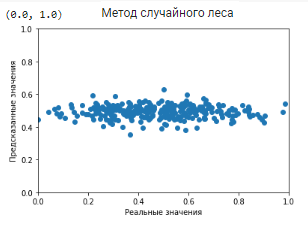 (0.0, 1.0)
Метод случайного леса
1.0
0.8
0.6
0.4
0.2
0.0
Предсказанные значения
0.0 0.2 0.4 0.6 0.8 1.0
Реальные значения